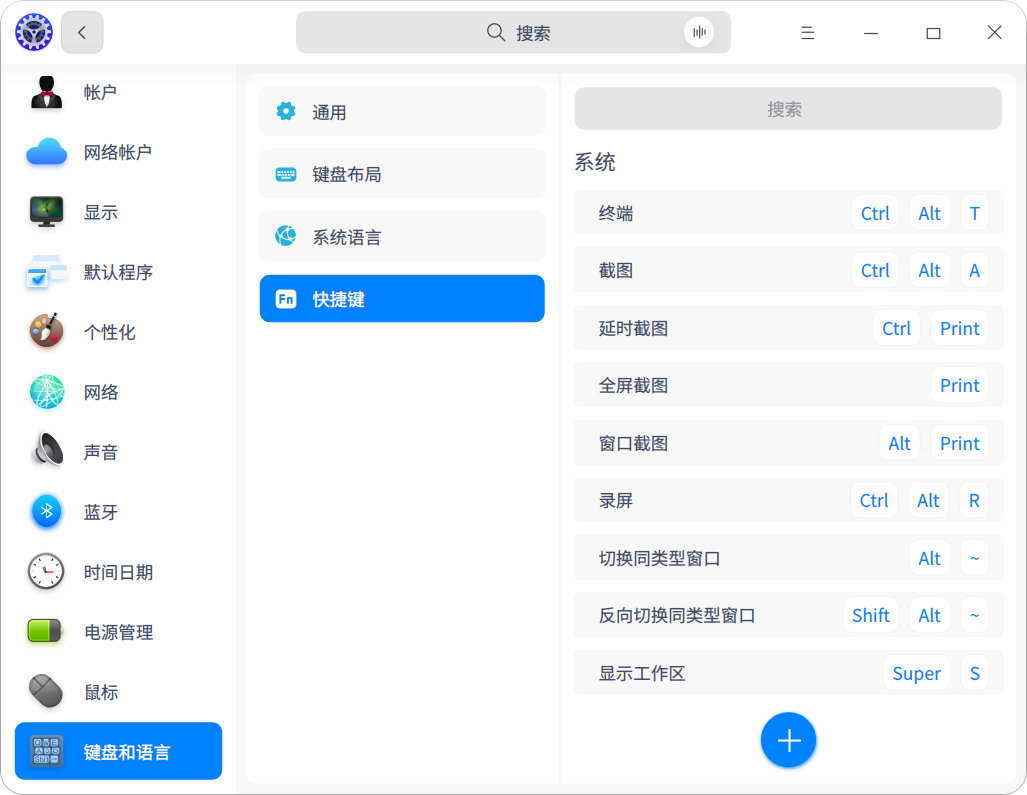 搜索
帐户
网络帐户
显示
默认程序
个性化
网络
声音
蓝牙
时间日期
电源管理
鼠标
键盘和语言
通用
键盘布局
系统语言
Fn 快捷键
搜索
系统
终端 Ctrl Alt T
截图 Ctrl Alt A
延时截图 Ctrl Print
全屏截图 Print
窗口截图 Alt Print
录屏 Ctrl Alt R
切换同类型窗口 Alt ~
反向切换同类型窗口 Shift Alt ~
显示工作区 Super S